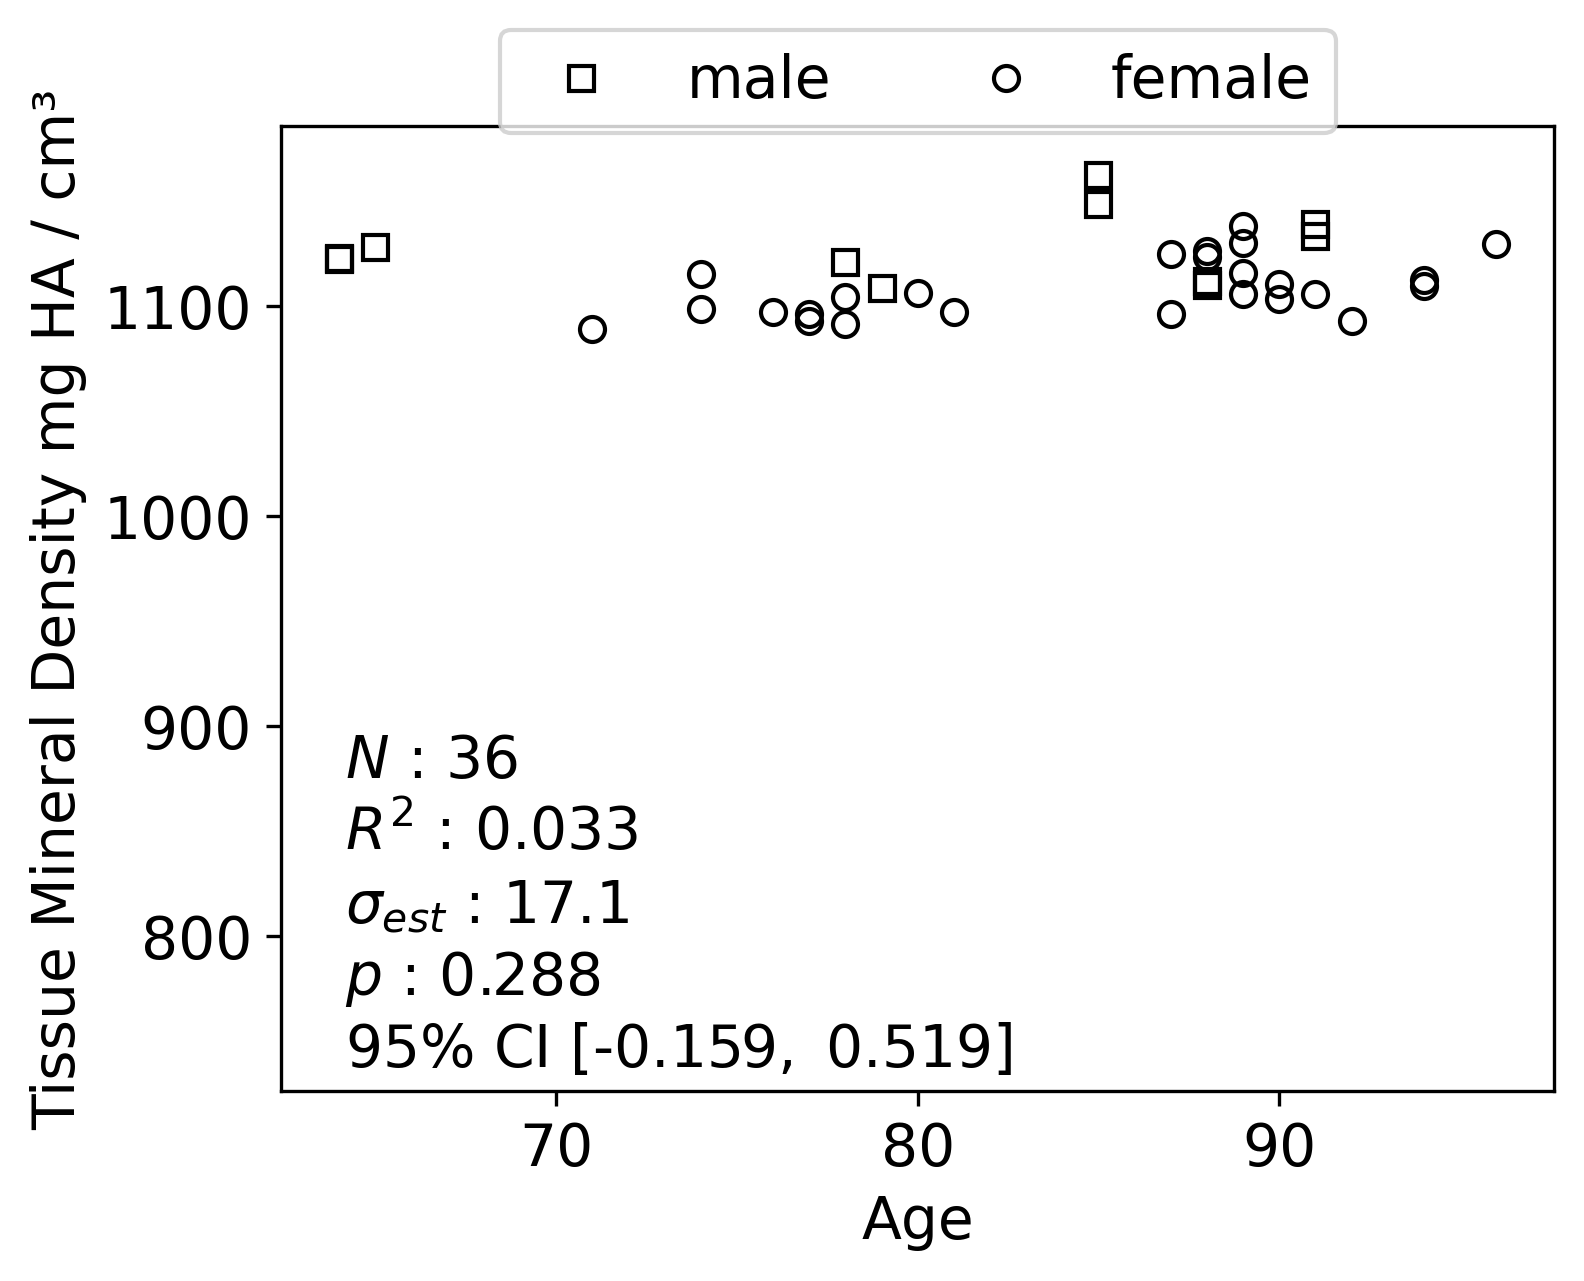 male female
Tissue Mineral Density mg HA / cm³
1100
1000
900
800
N : 36
R² : 0.033
σest : 17.1
p : 0.288
95% CI [-0.159, 0.519]
70 80 90
Age